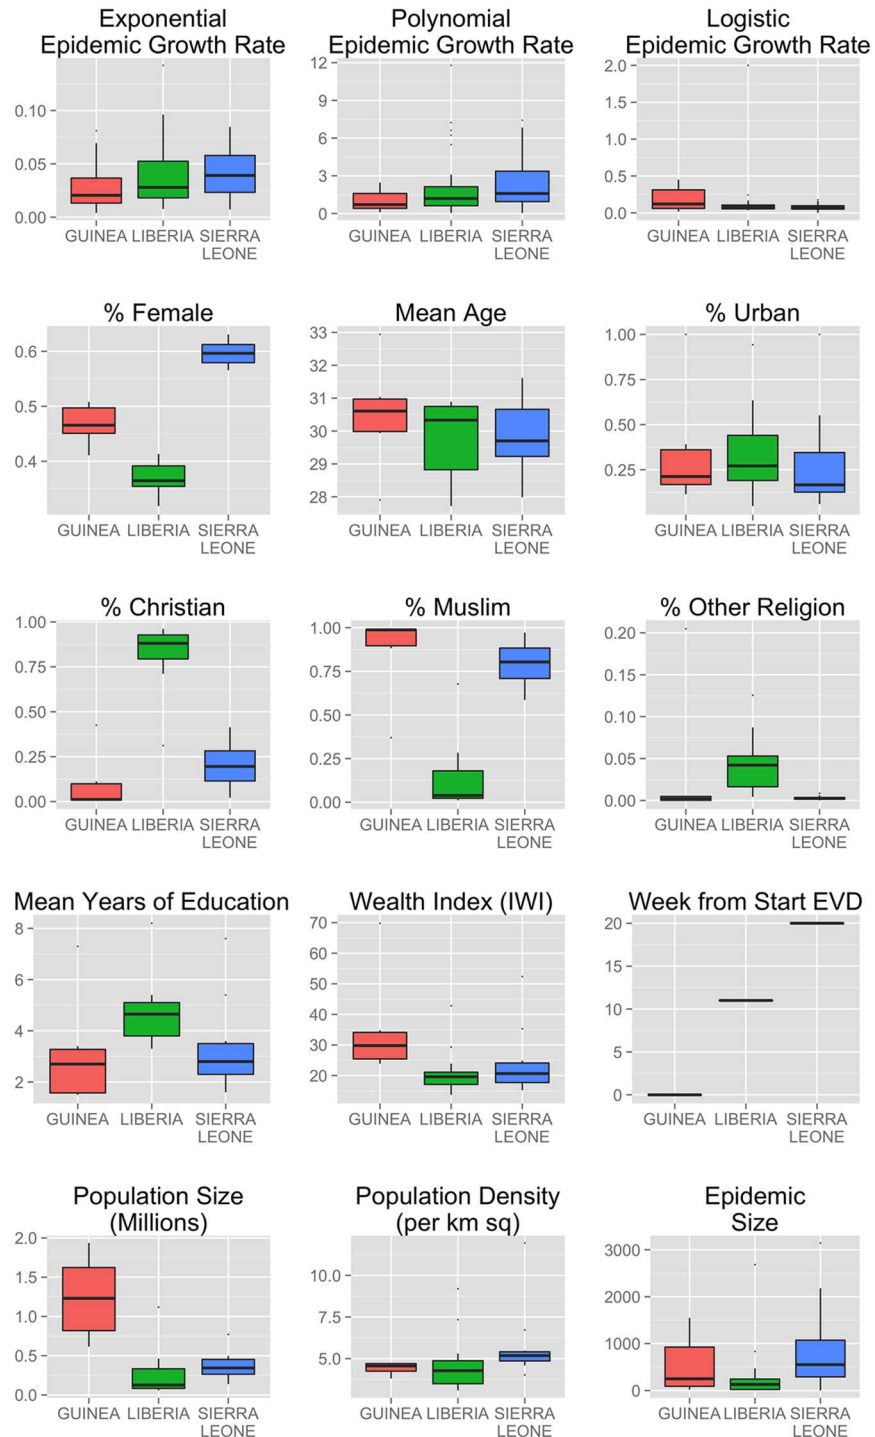 Exponential
Epidemic Growth Rate
0.10
0.05
0.00
GUINEA LIBERIA SIERRA
LEONE
Polynomial
Epidemic Growth Rate
12
9
6
3
0
GUINEA LIBERIA SIERRA
LEONE
Logistic
Epidemic Growth Rate
2.0
1.5
1.0
0.5
0.0
GUINEA LIBERIA SIERRA
LEONE
% Female
0.6
0.5
0.4
GUINEA LIBERIA SIERRA
LEONE
Mean Age
33
32
31
30
29
28
GUINEA LIBERIA SIERRA
LEONE
% Urban
1.00
0.75
0.50
0.25
GUINEA LIBERIA SIERRA
LEONE
% Christian
1.00
0.75
0.50
0.25
0.00
GUINEA LIBERIA SIERRA
LEONE
% Muslim
1.00
0.75
0.50
0.25
0.00
GUINEA LIBERIA SIERRA
LEONE
% Other Religion
0.20
0.15
0.10
0.05
0.00
GUINEA LIBERIA SIERRA
LEONE
Mean Years of Education
8
6
4
2
GUINEA LIBERIA SIERRA
LEONE
Wealth Index (IWI)
70
60
50
40
30
20
GUINEA LIBERIA SIERRA
LEONE
Week from Start EVD
20
10
0
GUINEA LIBERIA SIERRA
LEONE
Population Size
(Millions)
2.0
1.5
1.0
0.5
0.0
GUINEA LIBERIA SIERRA
LEONE
Population Density
(per km sq)
10.0
7.5
5.0
GUINEA LIBERIA SIERRA
LEONE
Epidemic
Size
3000
2000
1000
0
GUINEA LIBERIA SIERRA
LEONE